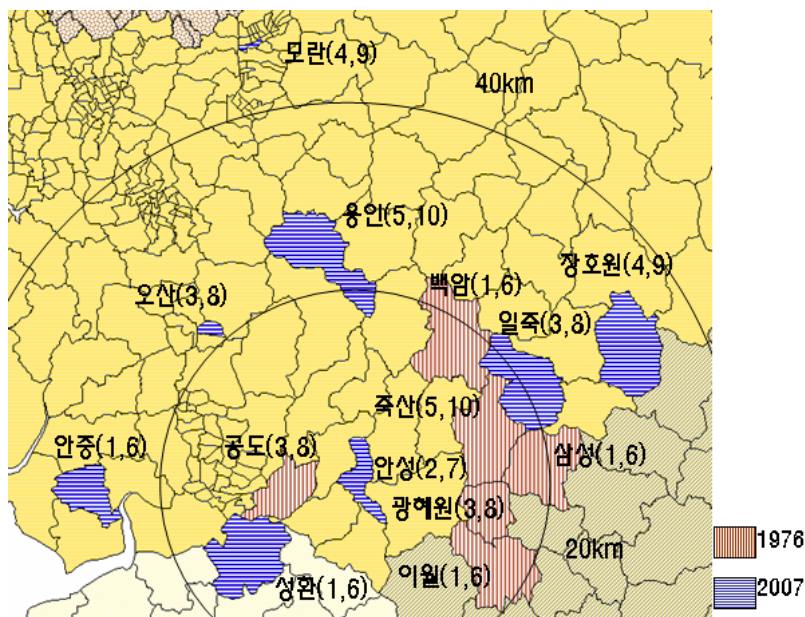 모란(4,9)
40km
용인(5,10)
장호원(4,9)
백암(1,6)
오산(3,8)
일죽(3,8)
죽산(5,10)
안중(1,6)
공도(3,8)
안성(2,7)
삼성(1,6)
광혜원(3,8)
1976
20km
이월(1,6)
성환(1,6)
2007